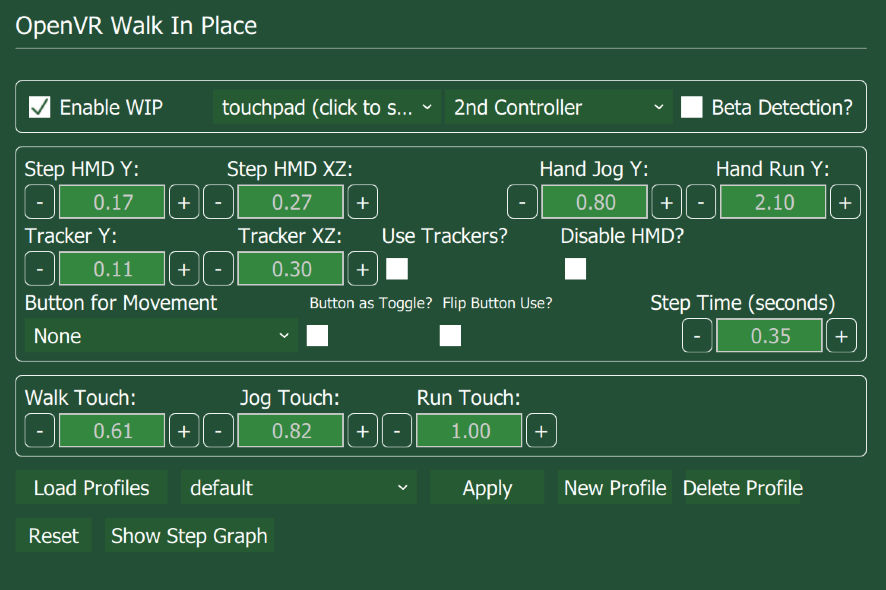 OpenVR Walk In Place
Enable WIP touchpad (click to s... 2nd Controller Beta Detection?
Step HMD Y: Step HMD XZ: Hand Jog Y: Hand Run Y:
- 0.17 + - 0.27 + - 0.80 + - 2.10 +
Tracker Y: Tracker XZ: Use Trackers? Disable HMD?
- 0.11 + - 0.30 +
Button for Movement Button as Toggle? Flip Button Use? Step Time (seconds)
None - 0.35 +
Walk Touch: Jog Touch: Run Touch:
- 0.61 + - 0.82 + - 1.00 +
Load Profiles default Apply New Profile Delete Profile
Reset Show Step Graph